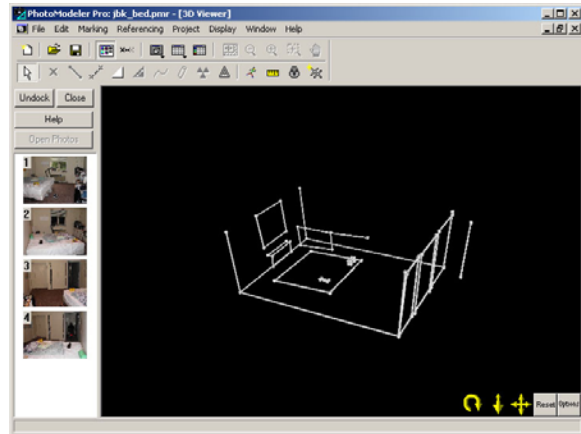 PhotoModeler Pro: jbk_bed.pmr - [3D Viewer]
File Edit Marking Referencing Project Display Window Help
Undock Close
Help
Open Photos
1
2
3
4
Reset Options